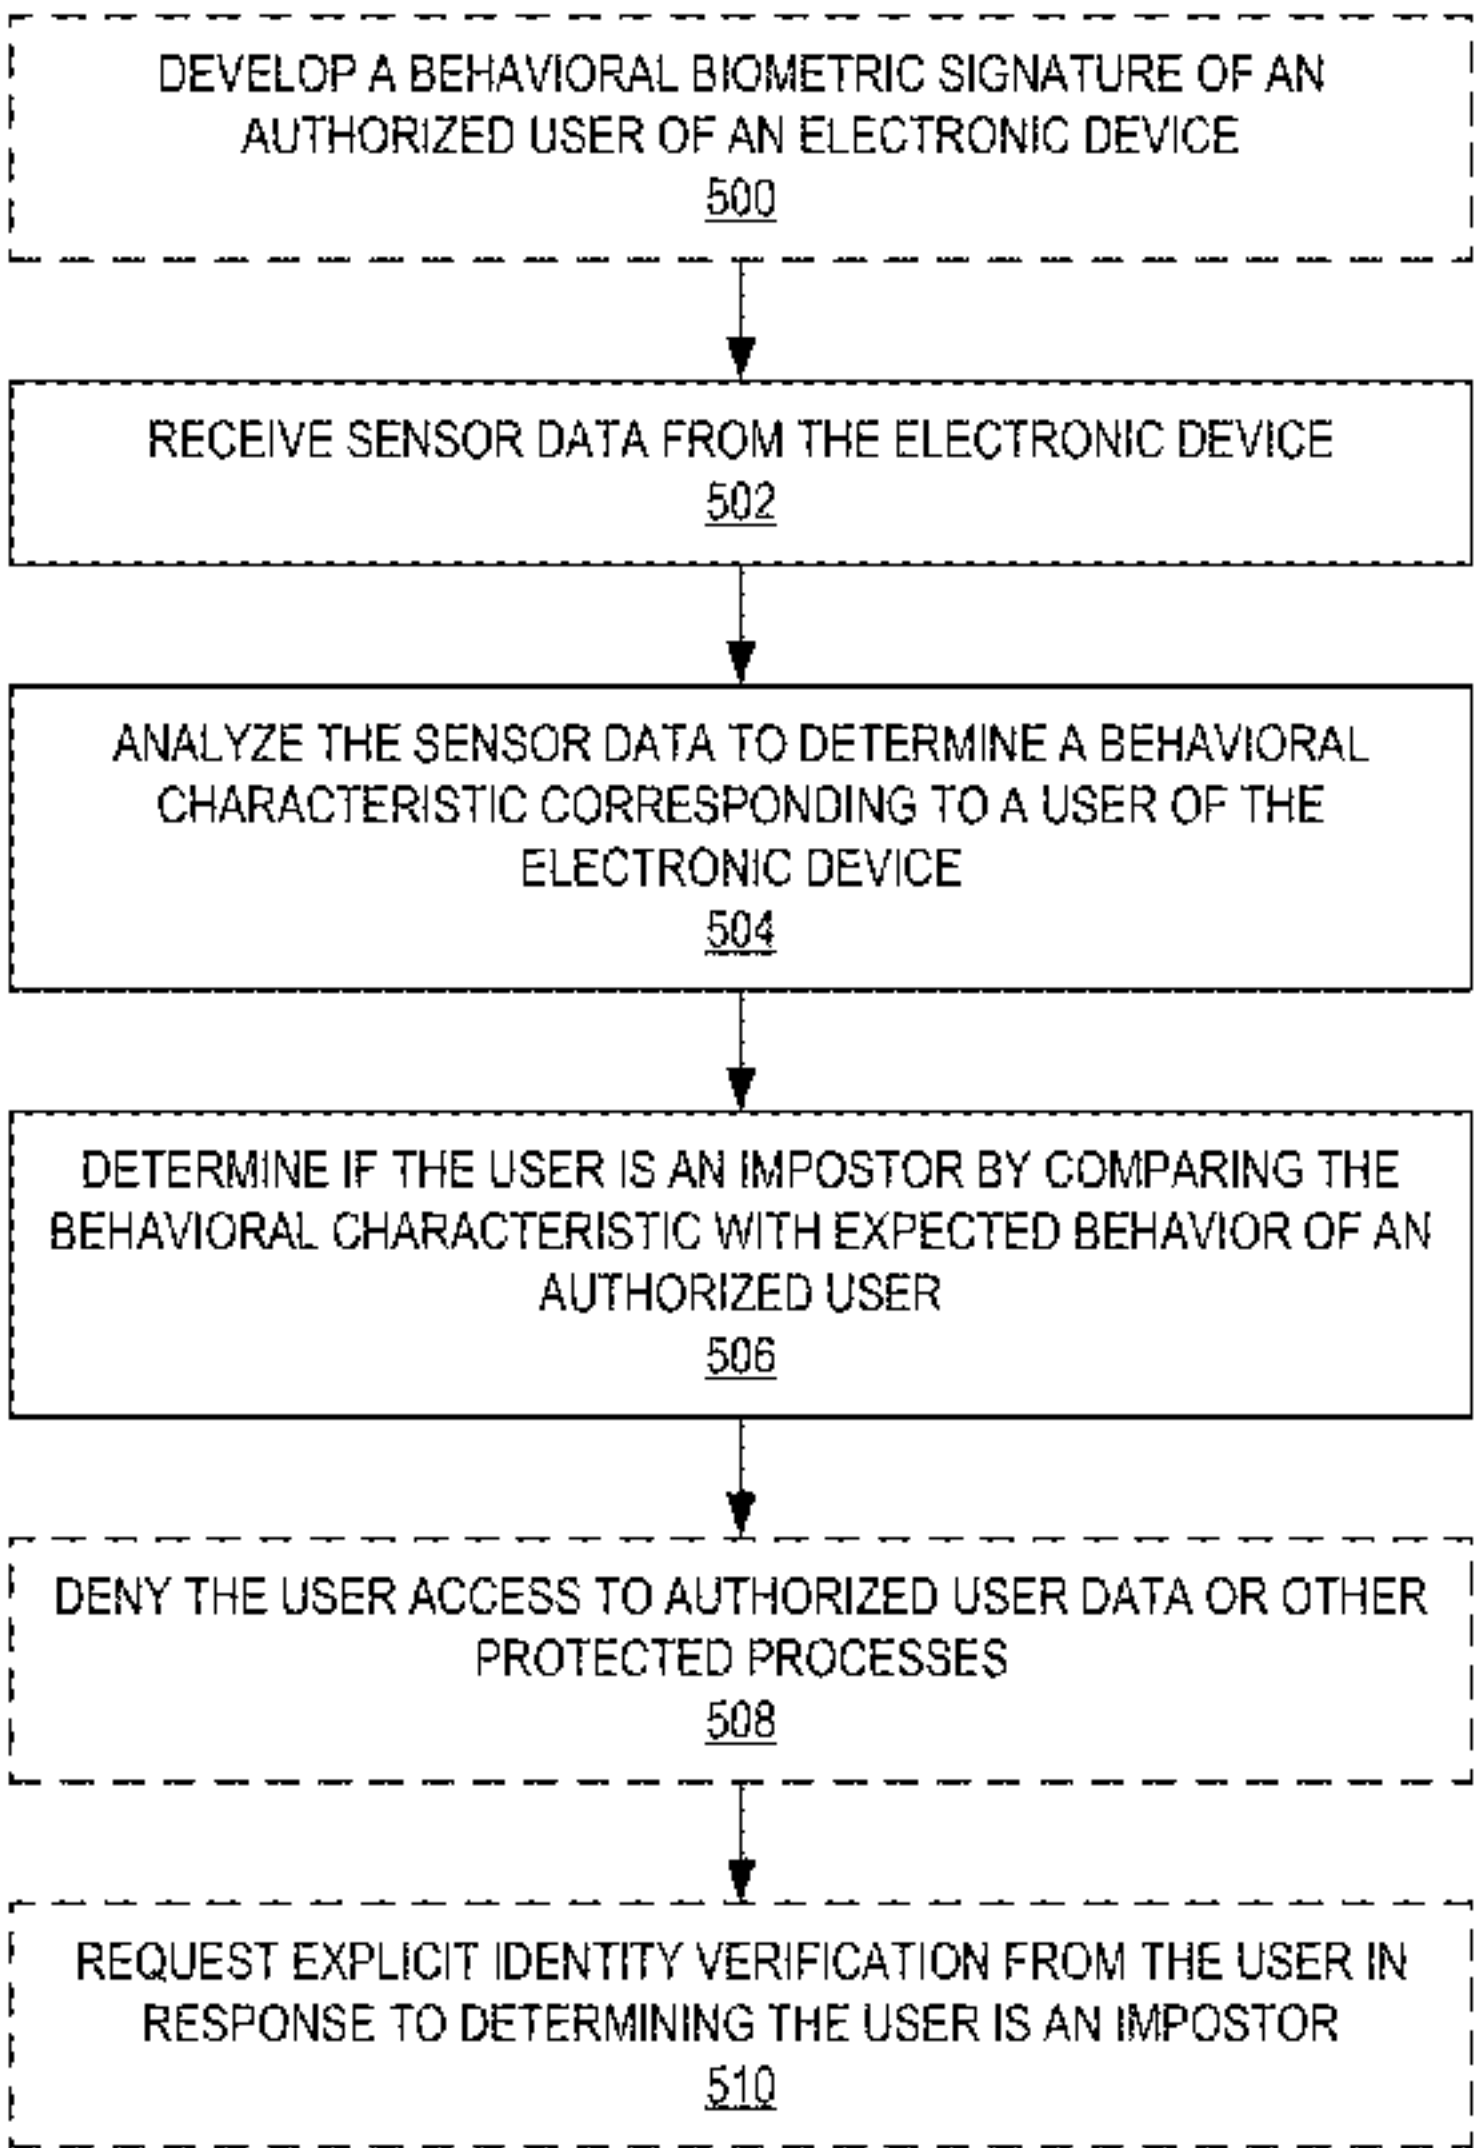 DEVELOP A BEHAVIORAL BIOMETRIC SIGNATURE OF AN
AUTHORIZED USER OF AN ELECTRONIC DEVICE
500
RECEIVE SENSOR DATA FROM THE ELECTRONIC DEVICE
502
ANALYZE THE SENSOR DATA TO DETERMINE A BEHAVIORAL
CHARACTERISTIC CORRESPONDING TO A USER OF THE
ELECTRONIC DEVICE
504
DETERMINE IF THE USER IS AN IMPOSTOR BY COMPARING THE
BEHAVIORAL CHARACTERISTIC WITH EXPECTED BEHAVIOR OF AN
AUTHORIZED USER
506
DENY THE USER ACCESS TO AUTHORIZED USER DATA OR OTHER
PROTECTED PROCESSES
508
REQUEST EXPLICIT IDENTITY VERIFICATION FROM THE USER IN
RESPONSE TO DETERMINING THE USER IS AN IMPOSTOR
510